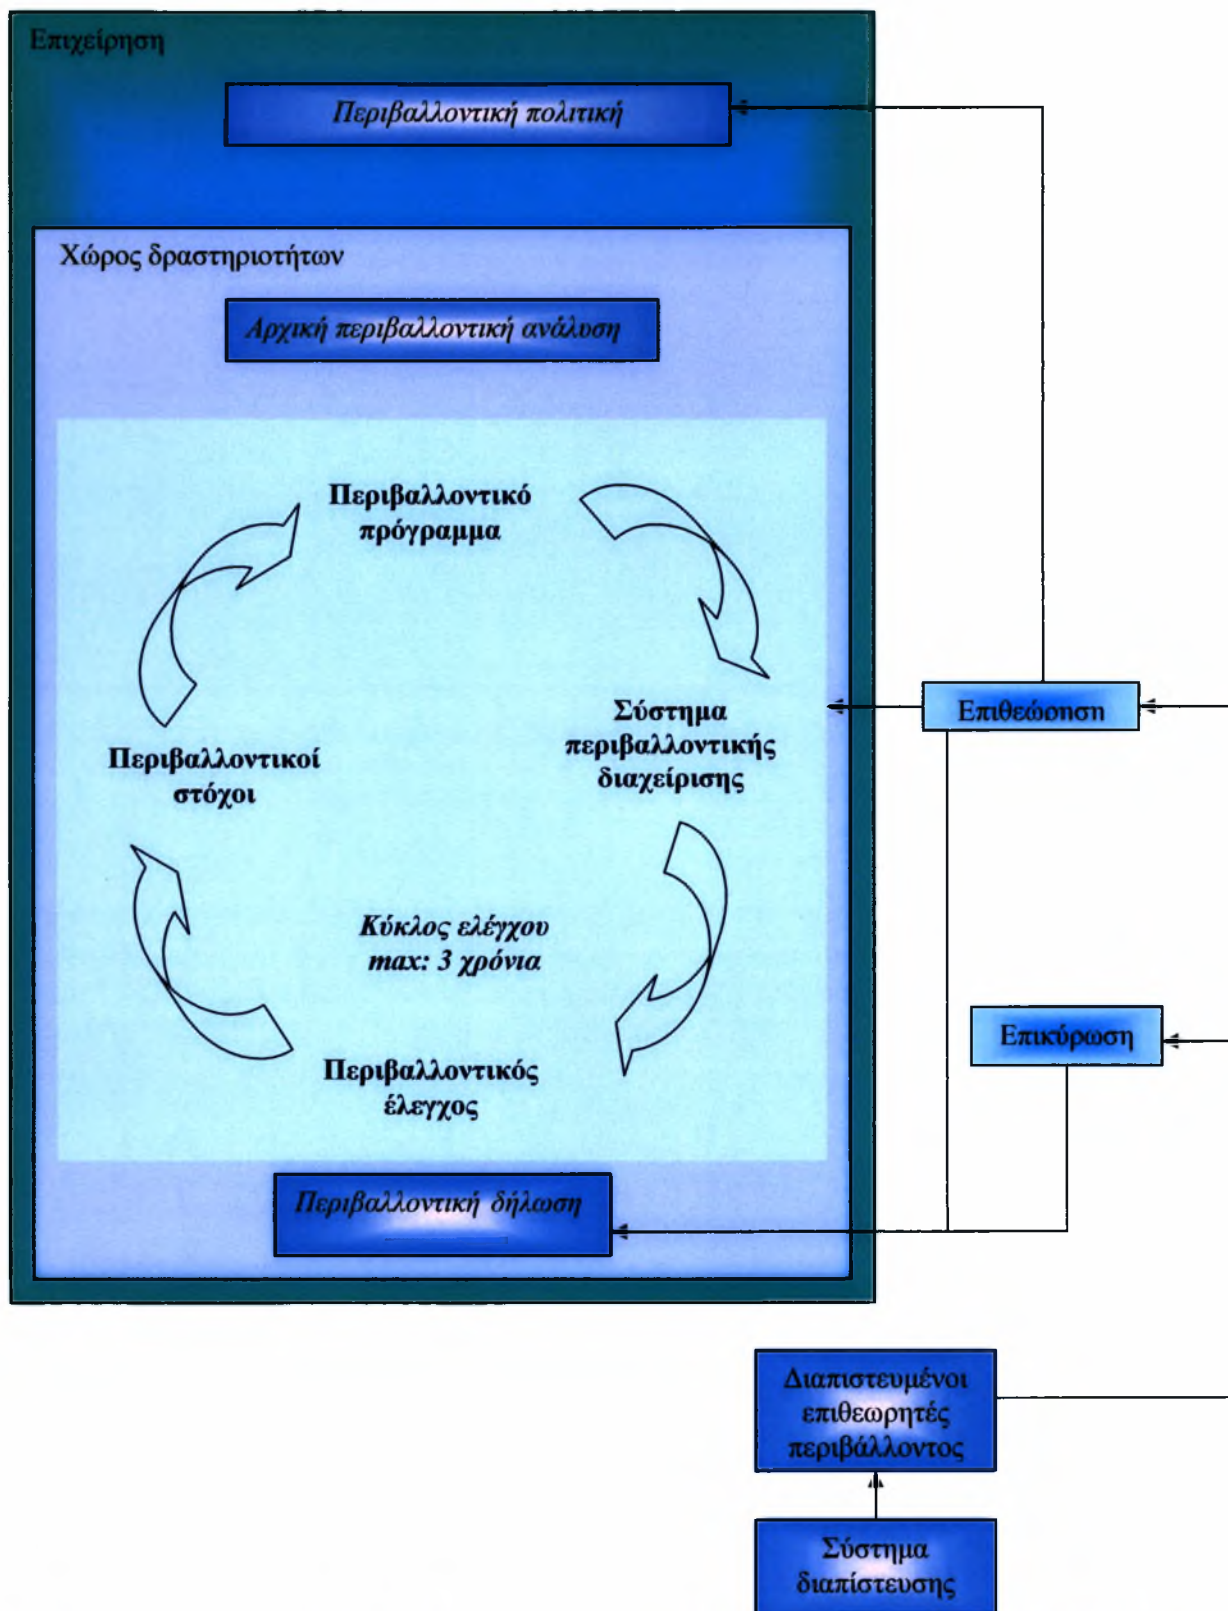 Επιχείρηση
Περιβαλλοντική πολιτική
Χώρος δραστηριοτήτων
Αρχική περιβαλλοντική ανάλυση
Περιβαλλοντικό
πρόγραμμα
Σύστημα
περιβαλλοντικής
διαχείρισης
Περιβαλλοντικοί
στόχοι
Κύκλος ελέγχου
max: 3 χρόνια
Περιβαλλοντικός
έλεγχος
Περιβαλλοντική δήλωση
Επιθεώρηση
Επικύρωση
Διαπιστευμένοι
επιθεωρητές
περιβάλλοντος
Σύστημα
διαπίστευσης